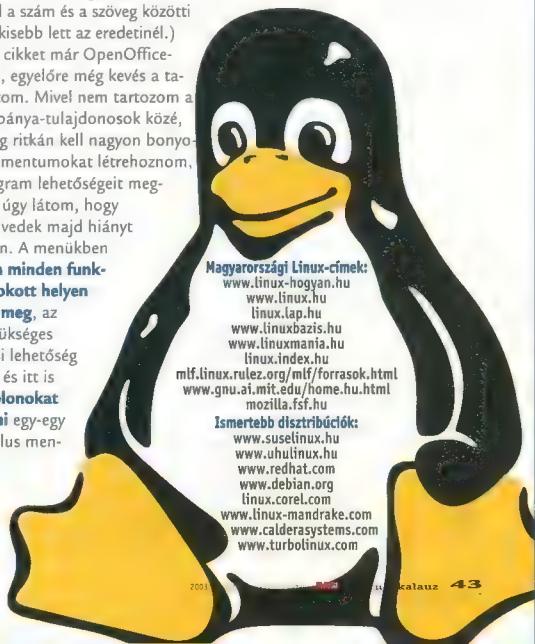 l a szám és a szöveg közötti
kisebb lett az eredetinél.)
cikket már OpenOffice-
, egyelőre még kevés a ta-
tom. Mivel nem tartozom a
bánya-tulajdonosok közé,
g ritkán kell nagyon bonyo-
mentumokat létrehoznom,
gram lehetőségeit meg-
úgy látom, hogy
vedek majd hiányt
n. A menükben
minden funk-
okott helyen
meg, az
ükséges
si lehetőség
és itt is
lonokat
ni egy-egy
lus men-
Magyarországi Linux-címek:
www.linux-hogyan.hu
www.linux.hu
linux.lap.hu
www.linuxbazis.hu
www.linuxmania.hu
linux.index.hu
mlf.linux.rulez.org/mlf/forrasok.html
www.gnu.ai.mit.edu/home.hu.html
mozilla.fsf.hu
Ismertebb disztribúciók:
www.suselinux.hu
www.uhulinux.hu
www.redhat.com
www.debian.org
linux.corel.com
www.linux-mandrake.com
www.calderasystems.com
www.turbolinux.com
2003 kalauz 43